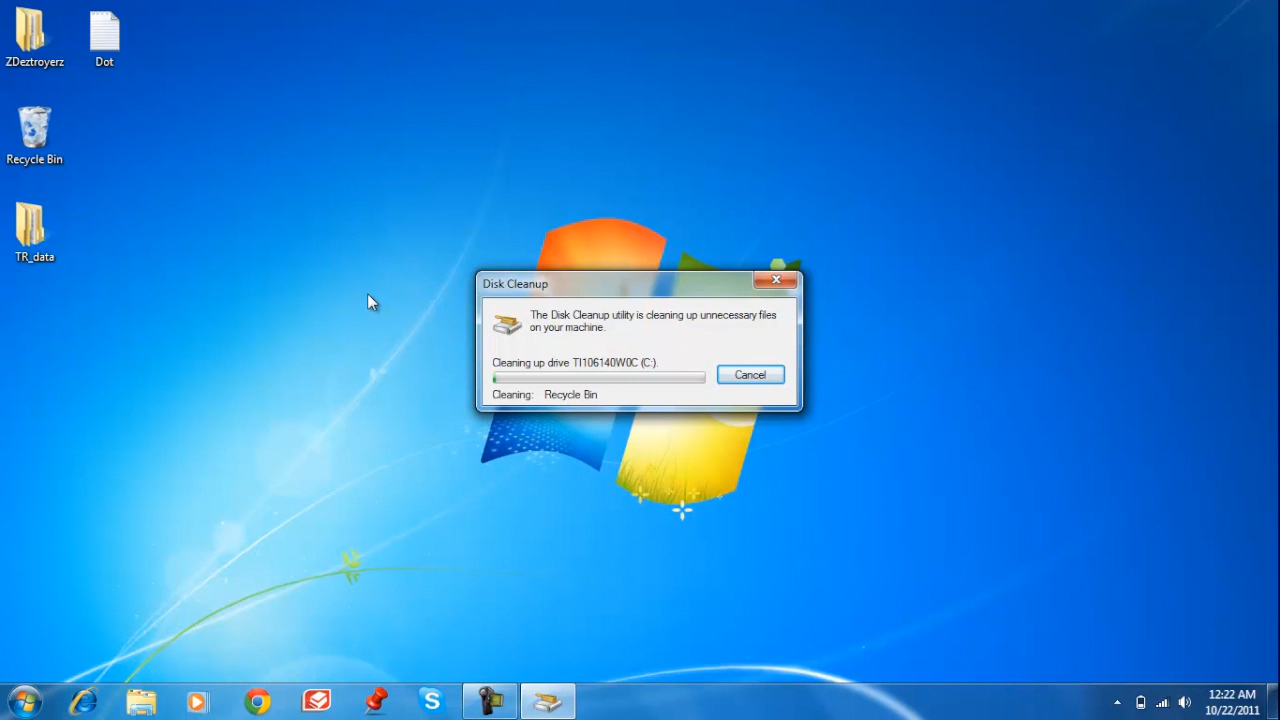 ZDeztroyerz
Dot
Recycle Bin
TR_data
Disk Cleanup
The Disk Cleanup utility is cleaning up unnecessary files
on your machine.
Cleaning up drive TI106140W0C (C:).
Cancel
Cleaning: Recycle Bin
12:22 AM
10/22/2011